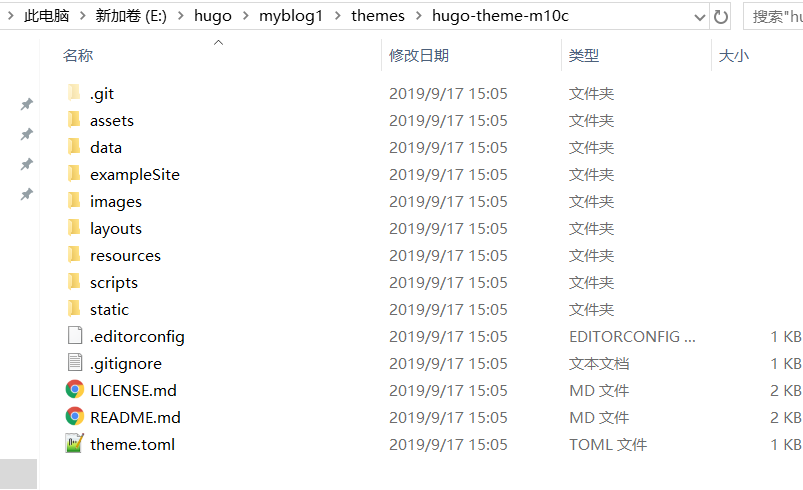 此电脑 › 新加卷 (E:) › hugo › myblog1 › themes › hugo-theme-m10c 搜索"hu
名称 修改日期 类型 大小
.git 2019/9/17 15:05 文件夹
assets 2019/9/17 15:05 文件夹
data 2019/9/17 15:05 文件夹
exampleSite 2019/9/17 15:05 文件夹
images 2019/9/17 15:05 文件夹
layouts 2019/9/17 15:05 文件夹
resources 2019/9/17 15:05 文件夹
scripts 2019/9/17 15:05 文件夹
static 2019/9/17 15:05 文件夹
.editorconfig 2019/9/17 15:05 EDITORCONFIG ... 1 KB
.gitignore 2019/9/17 15:05 文本文档 1 KB
LICENSE.md 2019/9/17 15:05 MD 文件 2 KB
README.md 2019/9/17 15:05 MD 文件 2 KB
theme.toml 2019/9/17 15:05 TOML 文件 1 KB